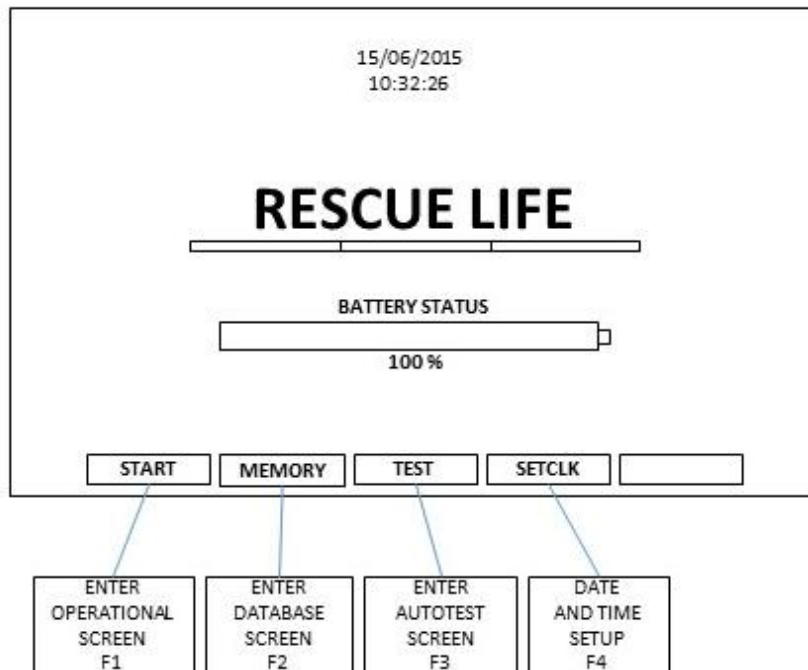 15/06/2015
10:32:26
RESCUE LIFE
BATTERY STATUS
100 %
START
MEMORY
TEST
SETCLK
ENTER
OPERATIONAL
SCREEN
F1
ENTER
DATABASE
SCREEN
F2
ENTER
AUTOTEST
SCREEN
F3
DATE
AND TIME
SETUP
F4